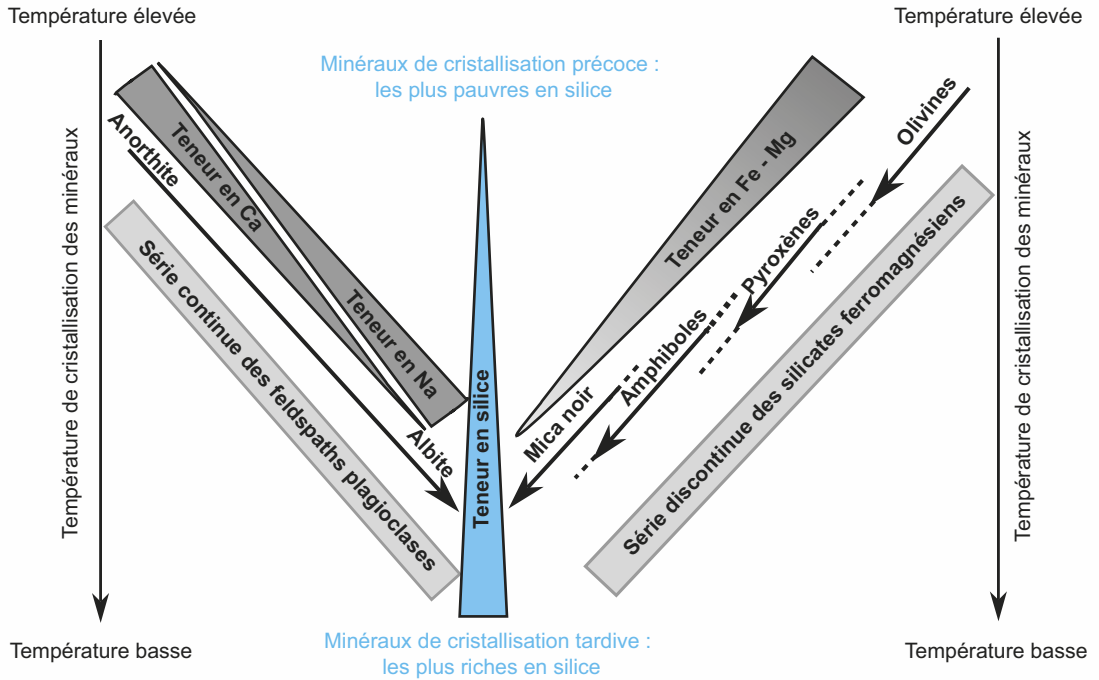 Température élevée
Température élevée
Minéraux de cristallisation précoce :
les plus pauvres en silice
Température de cristallisation des minéraux
Anorthite
Teneur en Ca
Teneur en Na
Série continue des feldspaths plagioclases
Albite
Teneur en silice
Teneur en Fe - Mg
Olivines
Pyroxènes
Amphiboles
Mica noir
Série discontinue des silicates ferromagnésiens
Température de cristallisation des minéraux
Température basse
Minéraux de cristallisation tardive :
les plus riches en silice
Température basse